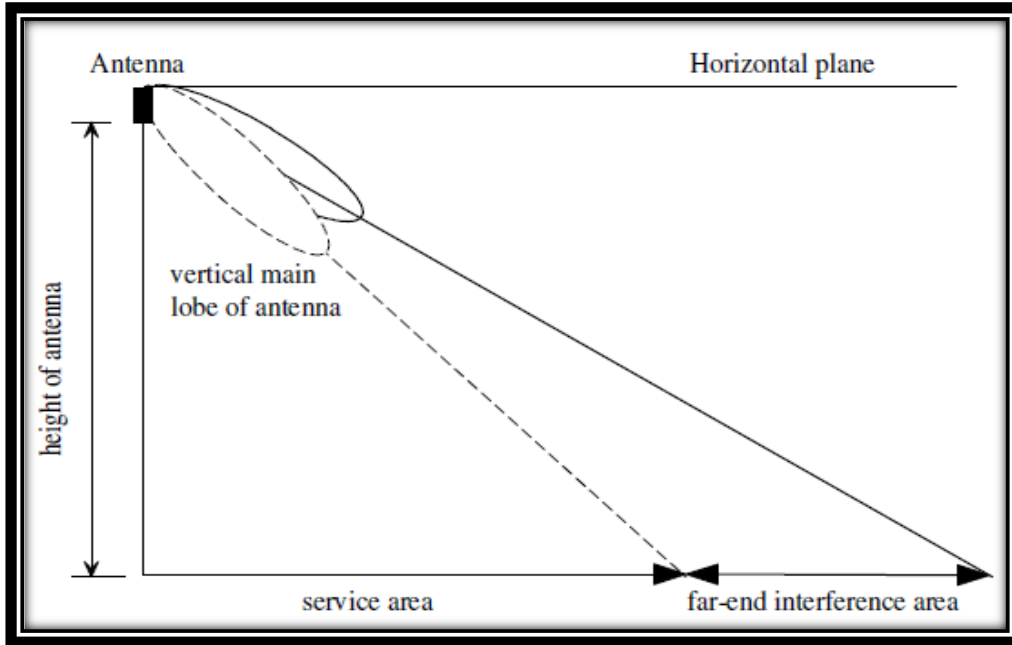 Antenna
Horizontal plane
vertical main
lobe of antenna
height of antenna
service area
far-end interference area